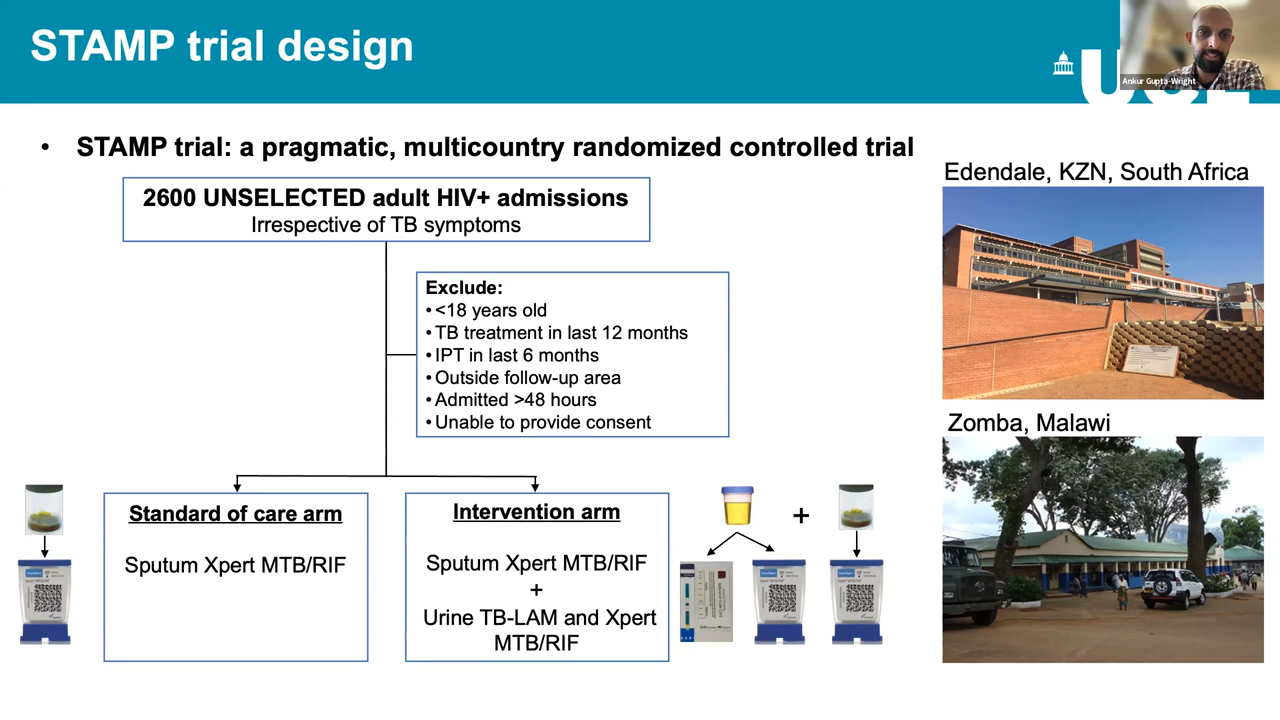 STAMP trial design
Ankur Gupta-Wright
• STAMP trial: a pragmatic, multicountry randomized controlled trial
2600 UNSELECTED adult HIV+ admissions
Irrespective of TB symptoms
Exclude:
•<18 years old
•TB treatment in last 12 months
•IPT in last 6 months
•Outside follow-up area
•Admitted >48 hours
•Unable to provide consent
Standard of care arm
Sputum Xpert MTB/RIF
Intervention arm
Sputum Xpert MTB/RIF
+
Urine TB-LAM and Xpert
MTB/RIF
+
Edendale, KZN, South Africa
Zomba, Malawi